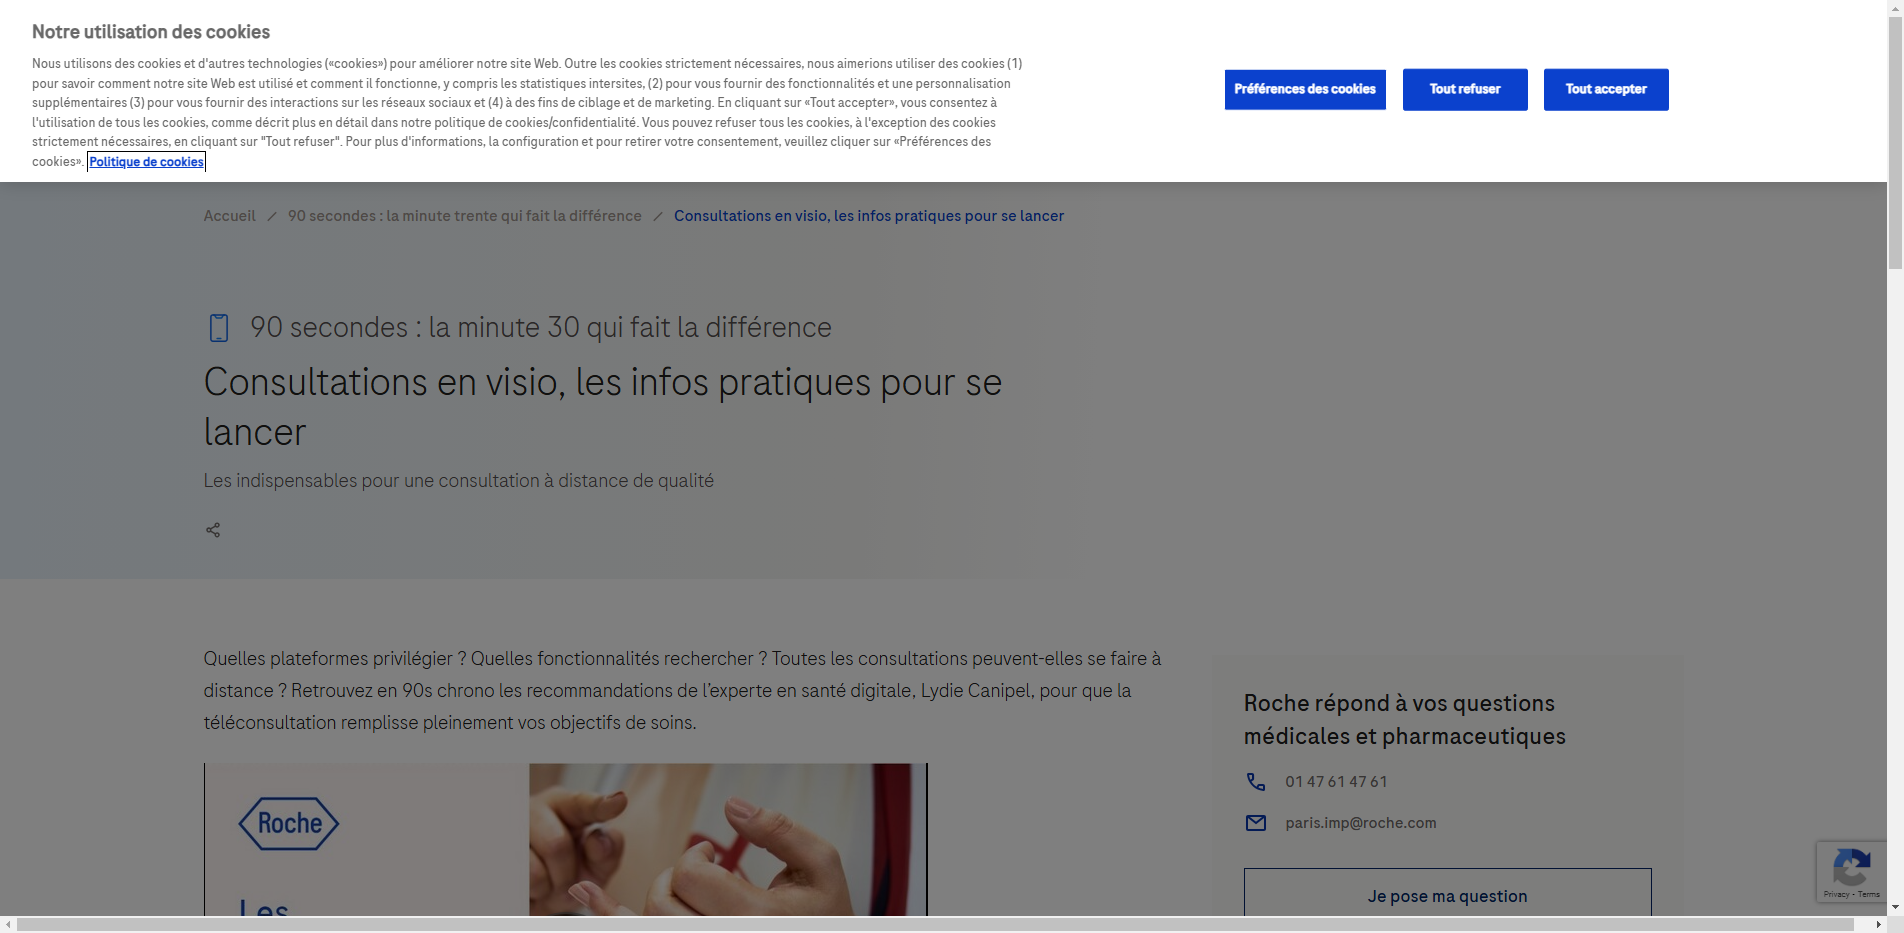 Notre utilisation des cookies
Nous utilisons des cookies et d'autres technologies («cookies») pour améliorer notre site Web. Outre les cookies strictement nécessaires, nous aimerions utiliser des cookies (1)
pour savoir comment notre site Web est utilisé et comment il fonctionne, y compris les statistiques intersites, (2) pour vous fournir des fonctionnalités et une personnalisation
supplémentaires (3) pour vous fournir des interactions sur les réseaux sociaux et (4) à des fins de ciblage et de marketing. En cliquant sur «Tout accepter», vous consentez à
l'utilisation de tous les cookies, comme décrit plus en détail dans notre politique de cookies/confidentialité. Vous pouvez refuser tous les cookies, à l'exception des cookies
strictement nécessaires, en cliquant sur "Tout refuser". Pour plus d'informations, la configuration et pour retirer votre consentement, veuillez cliquer sur «Préférences des
cookies». Politique de cookies
Préférences des cookies
Tout refuser
Tout accepter
Accueil / 90 secondes : la minute trente qui fait la différence / Consultations en visio, les infos pratiques pour se lancer
90 secondes : la minute 30 qui fait la différence
Consultations en visio, les infos pratiques pour se
lancer
Les indispensables pour une consultation à distance de qualité
Quelles plateformes privilégier ? Quelles fonctionnalités rechercher ? Toutes les consultations peuvent-elles se faire à
distance ? Retrouvez en 90s chrono les recommandations de l'experte en santé digitale, Lydie Canipel, pour que la
téléconsultation remplisse pleinement vos objectifs de soins.
Roche
Les
Roche répond à vos questions
médicales et pharmaceutiques
01 47 61 47 61
paris.imp@roche.com
Je pose ma question
Privacy - Terms